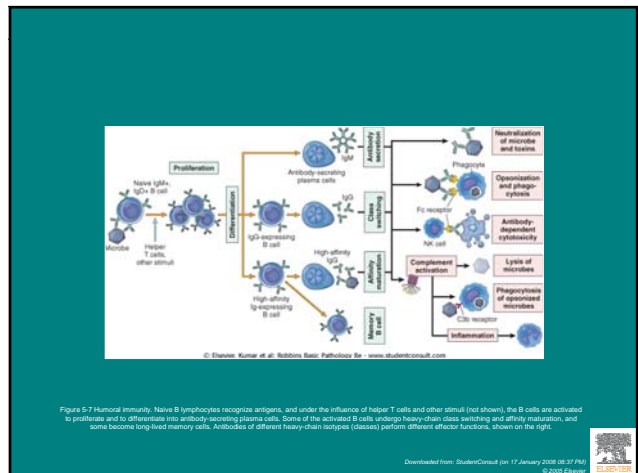 Proliferation
Naive IgM+,
IgD+ B cell
Microbe
Helper
T cells,
other stimuli
Differentiation
IgM
Antibody-secreting
plasma cells
Antibody
secretion
IgG
IgG-expressing
B cell
Class
switching
High-affinity
IgG
High-affinity
Ig-expressing
B cell
Affinity
maturation
Memory
B cell
Neutralization
of microbe
and toxins
Phagocyte
Opsonization
and phago-
cytosis
Fc receptor
NK cell
Antibody-
dependent
cytotoxicity
Complement
activation
Lysis of
microbes
Phagocytosis
of opsonized
microbes
C3b receptor
Inflammation
© Elsevier. Kumar et al: Robbins Basic Pathology 8e - www.studentconsult.com
Figure 5-7 Humoral immunity. Naive B lymphocytes recognize antigens, and under the influence of helper T cells and other stimuli (not shown), the B cells are activated
to proliferate and to differentiate into antibody-secreting plasma cells. Some of the activated B cells undergo heavy-chain class switching and affinity maturation, and
some become long-lived memory cells. Antibodies of different heavy-chain isotypes (classes) perform different effector functions, shown on the right.
Downloaded from: StudentConsult (on 17 January 2008 08:37 PM)
© 2005 Elsevier
ELSEVIER